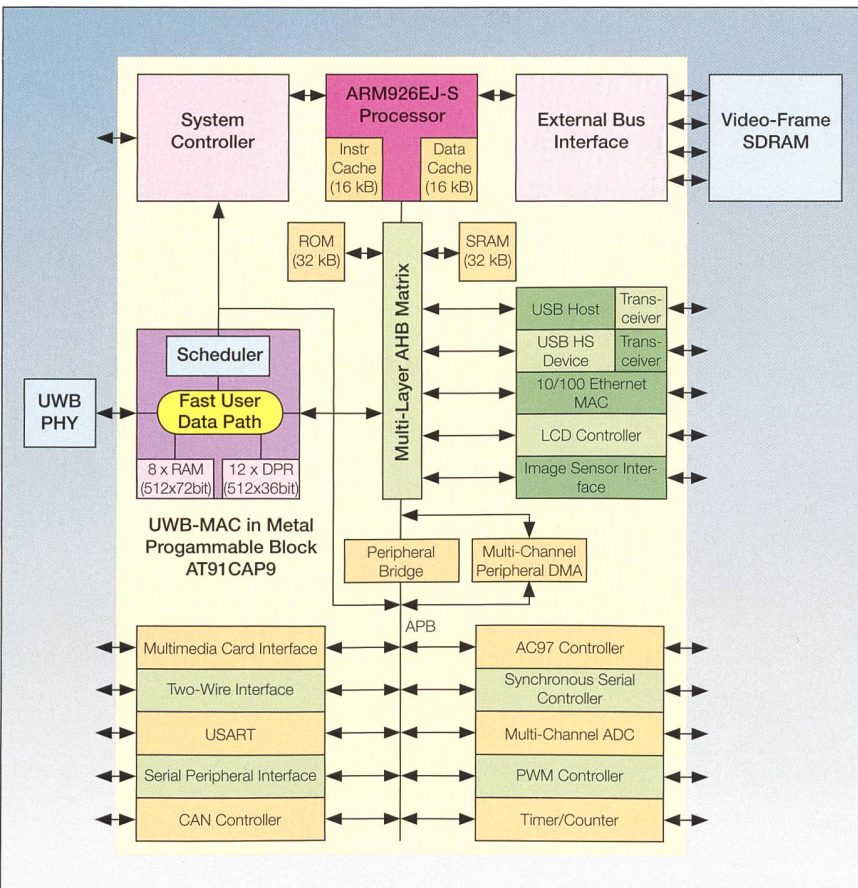 System
Controller
ARM926EJ-S
Processor
Instr
Cache
(16 kB)
Data
Cache
(16 kB)
External Bus
Interface
Video-Frame
SDRAM
ROM
(32 kB)
SRAM
(32 kB)
Multi-Layer AHB Matrix
USB Host
Trans-
ceiver
USB HS
Device
Trans-
ceiver
10/100 Ethernet
MAC
LCD Controller
Image Sensor Inter-
face
UWB
PHY
Scheduler
Fast User
Data Path
8 x RAM
(512x72bit)
12 x DPR
(512x36bit)
UWB-MAC in Metal
Progammable Block
AT91CAP9
Peripheral
Bridge
Multi-Channel
Peripheral DMA
APB
Multimedia Card Interface
Two-Wire Interface
USART
Serial Peripheral Interface
CAN Controller
AC97 Controller
Synchronous Serial
Controller
Multi-Channel ADC
PWM Controller
Timer/Counter